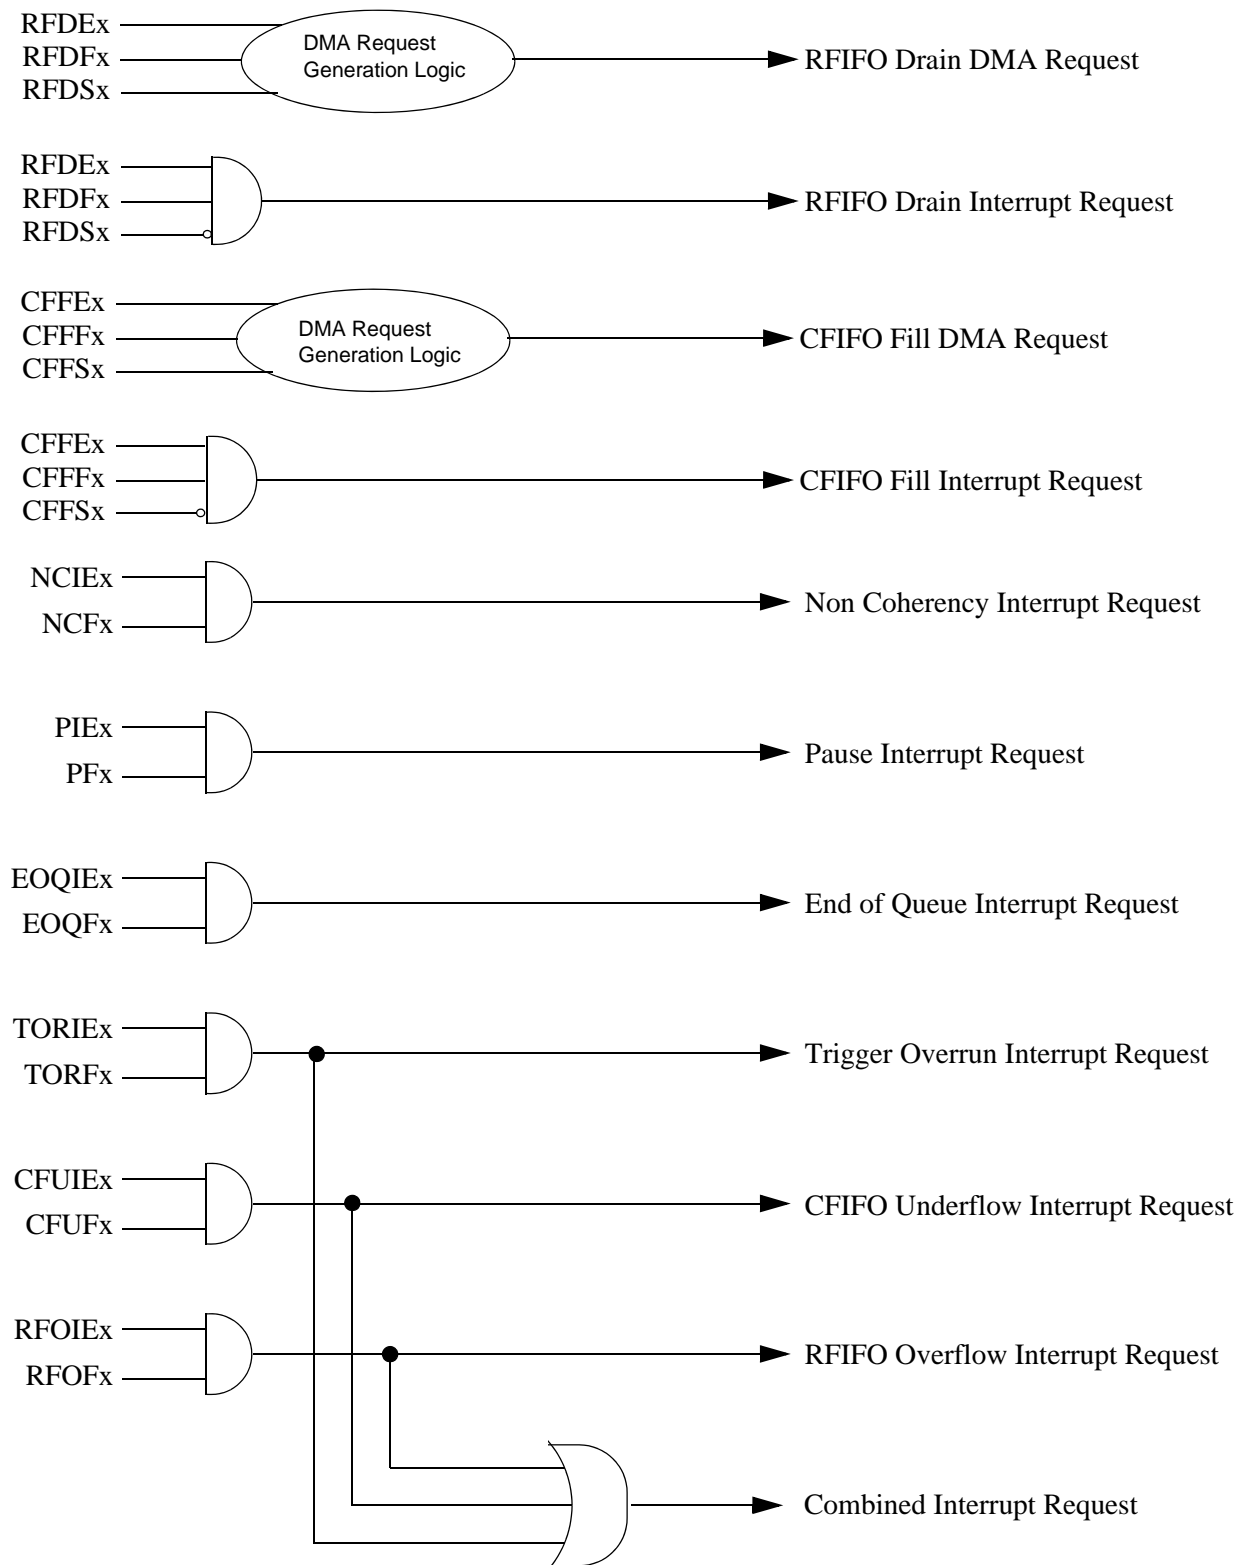 RFDEx
RFDFx
RFDSx
DMA Request
Generation Logic
RFIFO Drain DMA Request
RFDEx
RFDFx
RFDSx
RFIFO Drain Interrupt Request
CFFEx
CFFFx
CFFSx
DMA Request
Generation Logic
CFIFO Fill DMA Request
CFFEx
CFFFx
CFFSx
CFIFO Fill Interrupt Request
NCIEx
NCFx
Non Coherency Interrupt Request
PIEx
PFx
Pause Interrupt Request
EOQIEx
EOQFx
End of Queue Interrupt Request
TORIEx
TORFx
Trigger Overrun Interrupt Request
CFUIEx
CFUFx
CFIFO Underflow Interrupt Request
RFOIEx
RFOFx
RFIFO Overflow Interrupt Request
Combined Interrupt Request